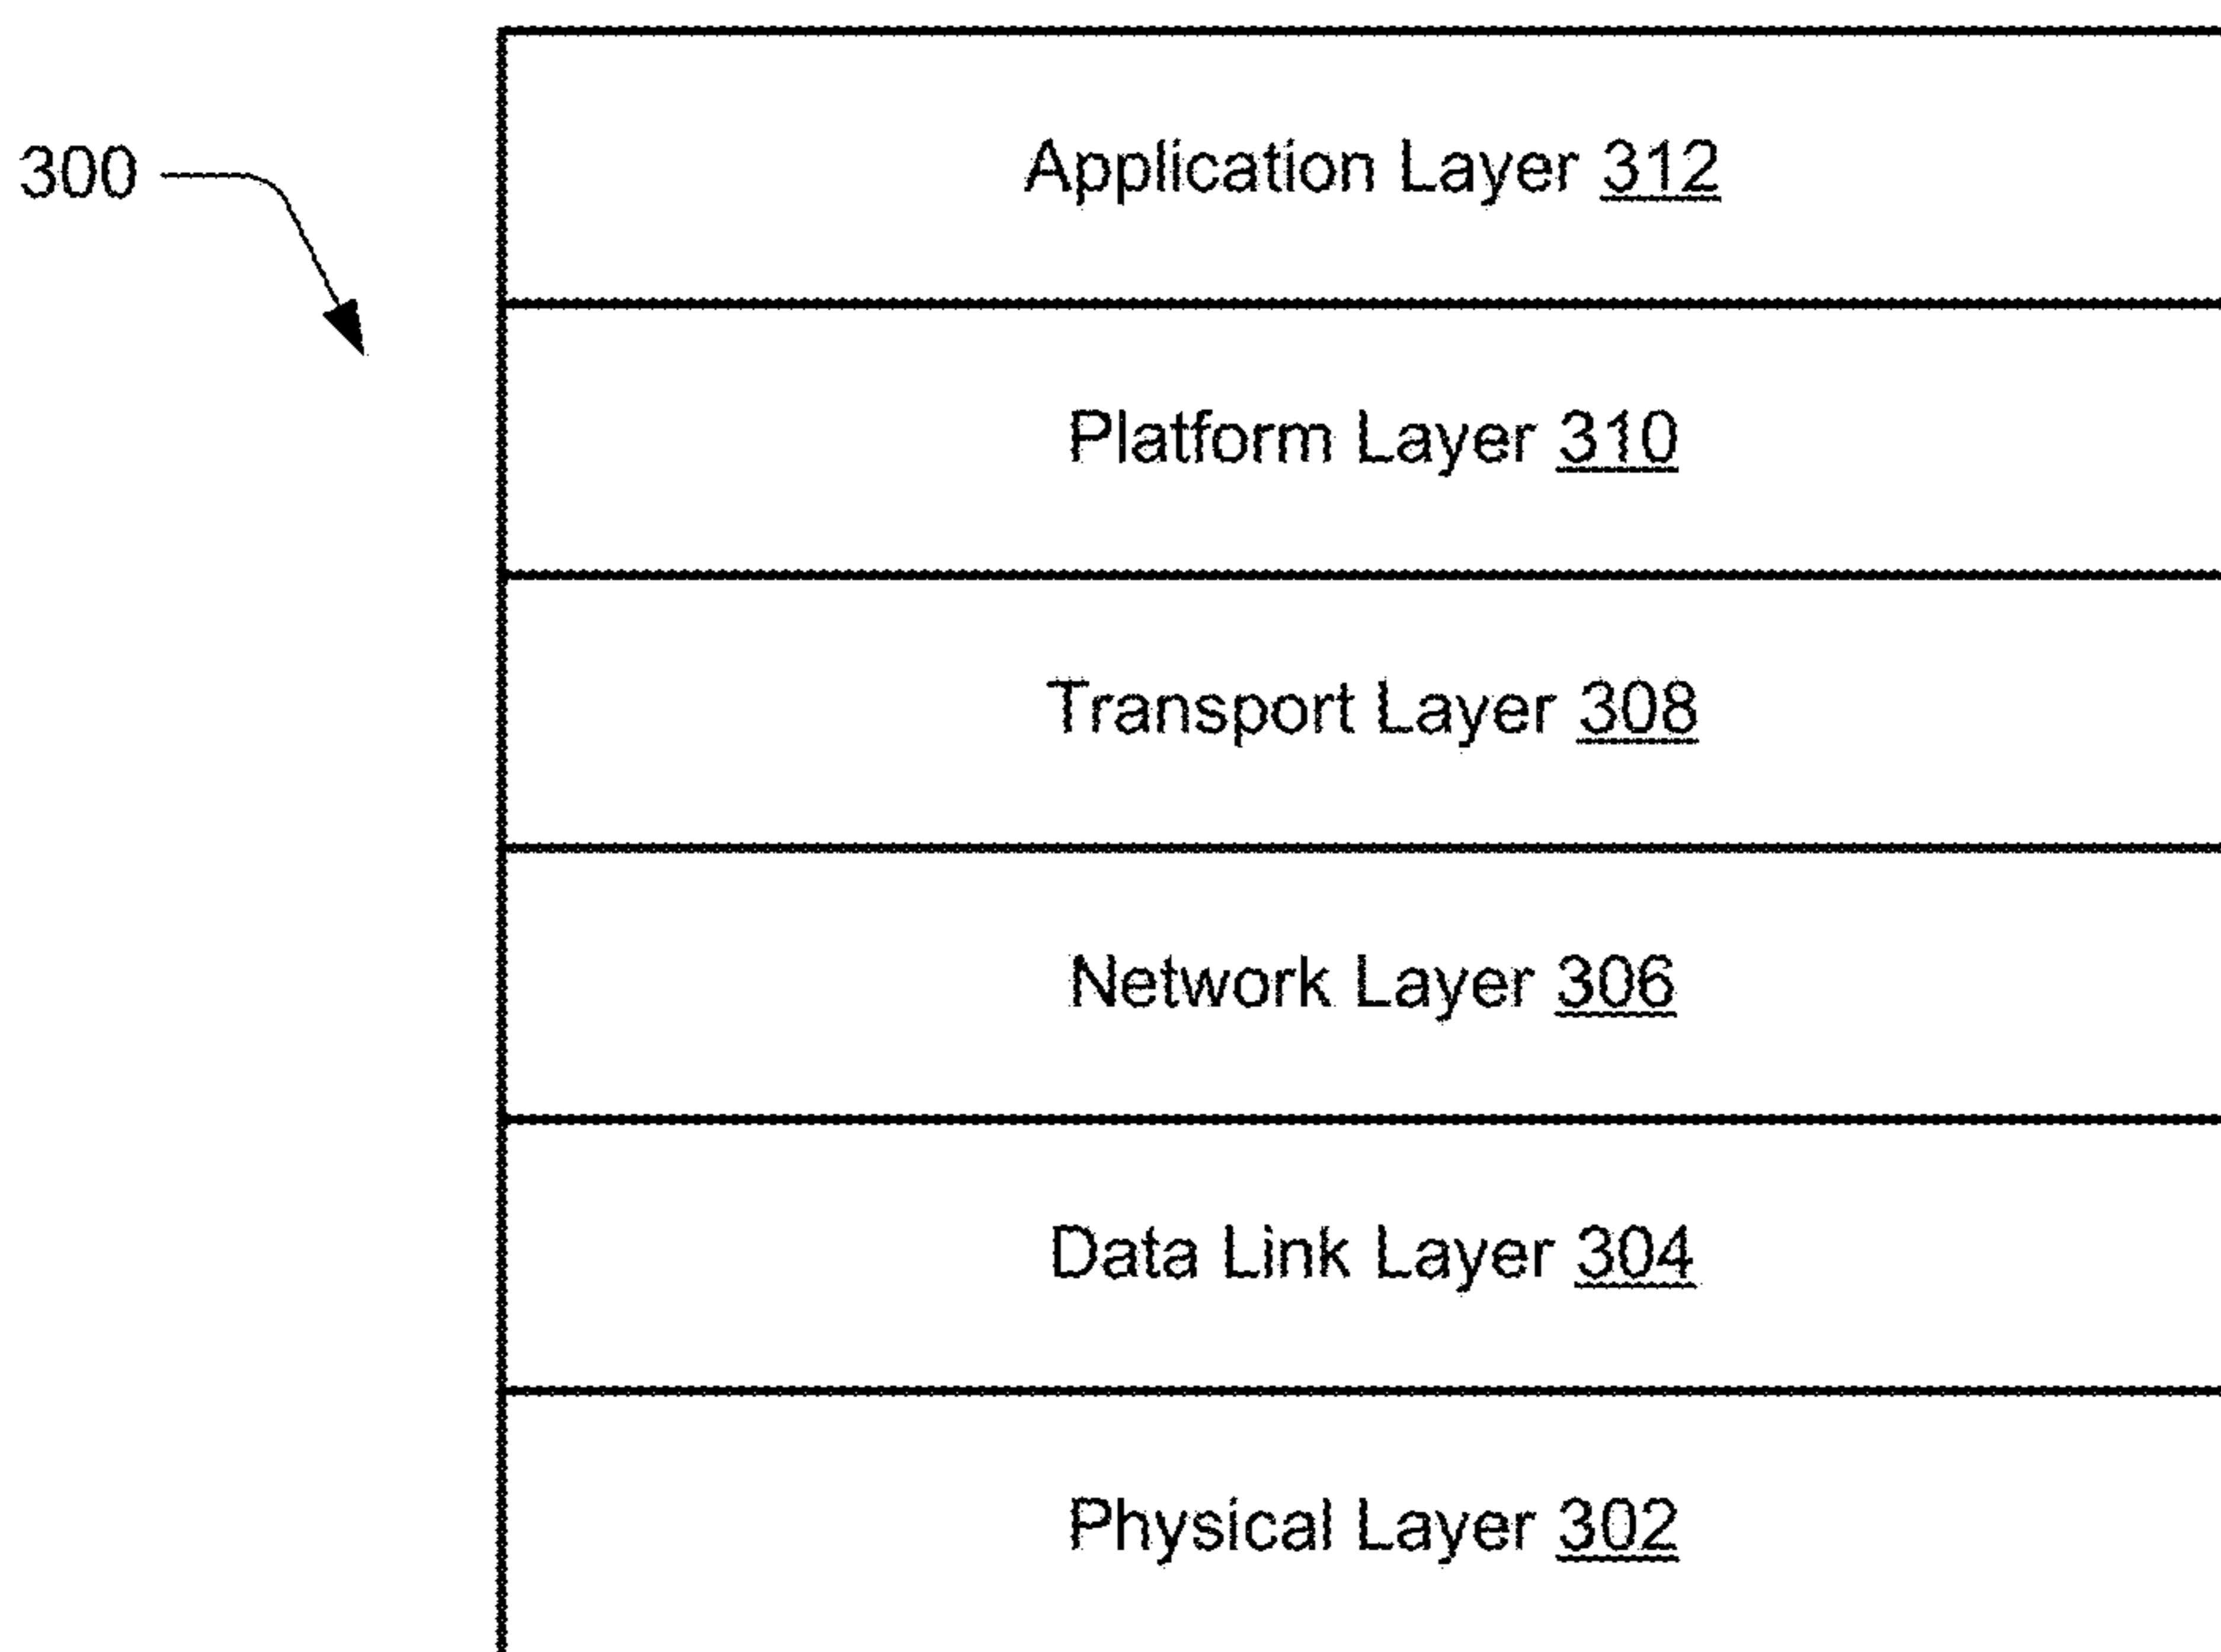 Application Layer 312
300
Platform Layer 310
Transport Layer 308
Network Layer 306
Data Link Layer 304
Physical Layer 302